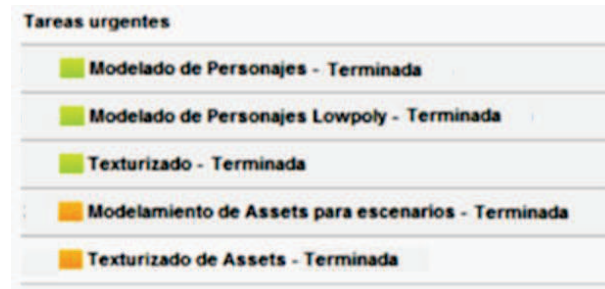 Tareas urgentes
Modelado de Personajes - Terminada
Modelado de Personajes Lowpoly - Terminada
Texturizado - Terminada
Modelamiento de Assets para escenarios - Terminada
Texturizado de Assets - Terminada